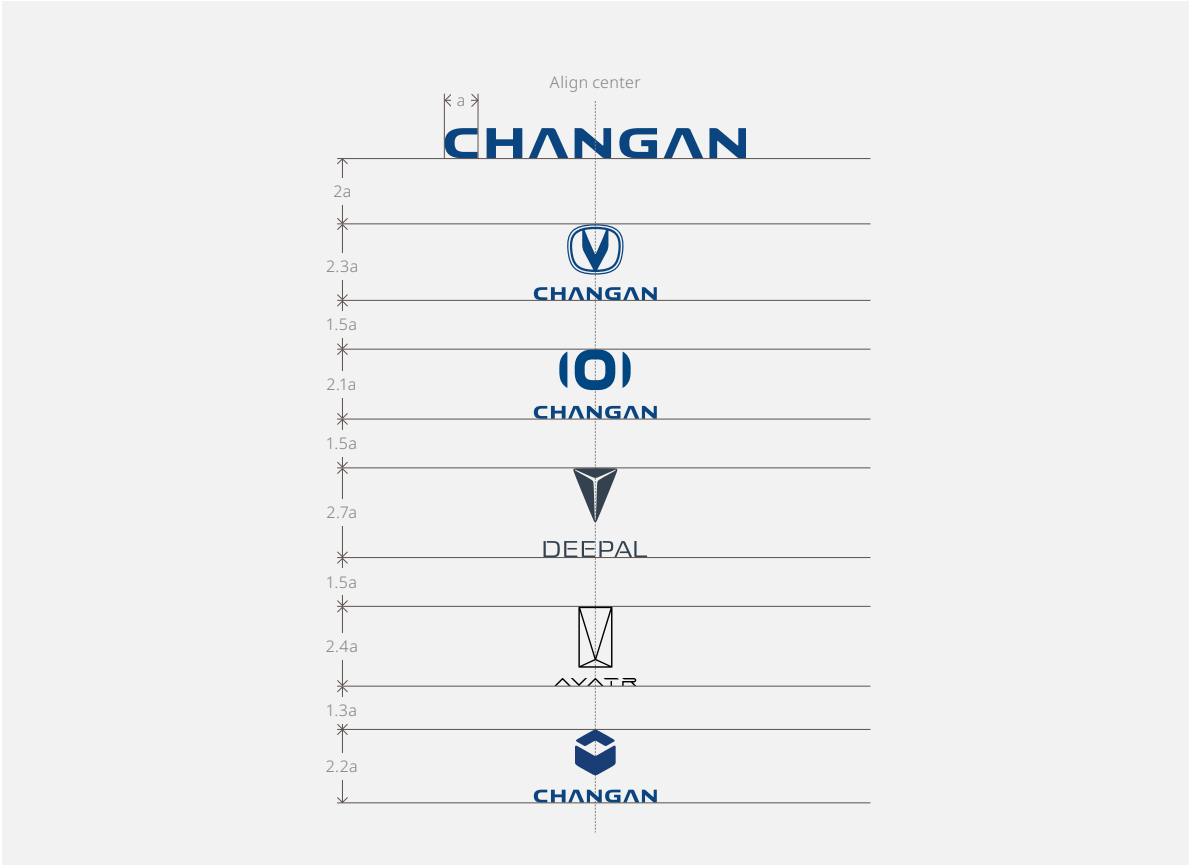 Align center
a
CHANGAN
2a
2.3a
CHANGAN
1.5a
2.1a
CHANGAN
1.5a
2.7a
DEEPAL
1.5a
2.4a
AVATR
1.3a
2.2a
CHANGAN